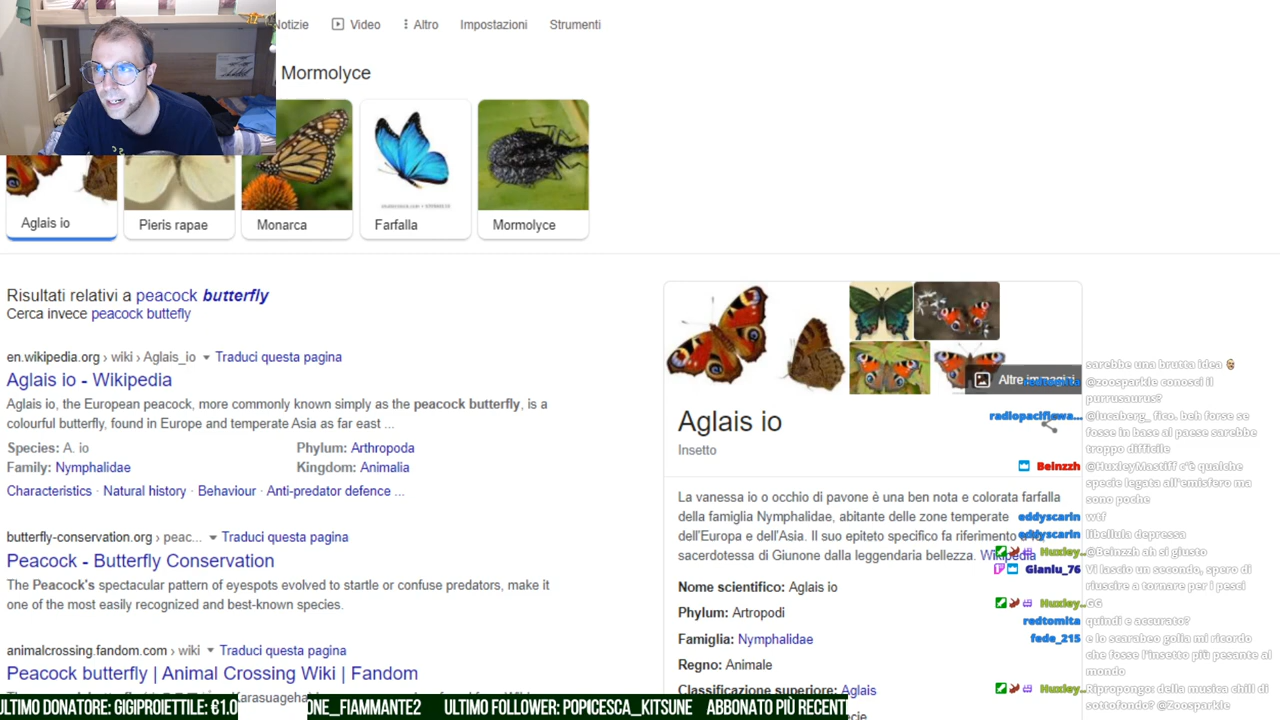 Notizie
Video
Altro
Impostazioni
Strumenti
Mormolyce
Aglais io
Pieris rapae
Monarca
Farfalla
Mormolyce
Risultati relativi a peacock butterfly
Cerca invece peacock buttefly
en.wikipedia.org › wiki › Aglais_io ▾ Traduci questa pagina
Aglais io - Wikipedia
Aglais io, the European peacock, more commonly known simply as the peacock butterfly, is a
colourful butterfly, found in Europe and temperate Asia as far east ...
Species: A. io
Phylum: Arthropoda
Family: Nymphalidae
Kingdom: Animalia
Characteristics · Natural history · Behaviour · Anti-predator defence ...
butterfly-conservation.org › peac... ▾ Traduci questa pagina
Peacock - Butterfly Conservation
The Peacock's spectacular pattern of eyespots evolved to startle or confuse predators, make it
one of the most easily recognized and best-known species.
animalcrossing.fandom.com › wiki ▾ Traduci questa pagina
Peacock butterfly | Animal Crossing Wiki | Fandom
Altre immagini
Aglais io
Insetto
La vanessa io o occhio di pavone è una ben nota e colorata farfalla
della famiglia Nymphalidae, abitante delle zone temperate
dell'Europa e dell'Asia. Il suo epiteto specifico fa riferimento a
sacerdotessa di Giunone dalla leggendaria bellezza. Wikipedia
Nome scientifico: Aglais io
Phylum: Artropodi
Famiglia: Nymphalidae
Regno: Animale
Classificazione superiore: Aglais
sarebbe una brutta idea
redtomita @zoosparkle conosci il
purrusaurus?
radiopacifiswa... @lucaberg_ fico. beh forse se
fosse in base al paese sarebbe
troppo difficile
Beinzzh @HuxleyMastiff c'è qualche
specie legata all'emisfero ma
sono poche
eddyscarin wtf
eddyscarin libellula depressa
Huxley... @Beinzzh ah si giusto
Gianlu_76 Vi lascio un secondo, spero di
riuscire a tornare per i pesci
Huxley... GG
redtomita quindi e accurato?
fede_215 e lo scarabeo golia mi ricordo
che fosse l'insetto più pesante al
mondo
Huxley... Ripropongo: della musica chill di
sottofondo? @Zoosparkle
ULTIMO DONATORE: GIGIPROIETTILE: €1.0
ONE_FIAMMANTE2
ULTIMO FOLLOWER: POPICESCA_KITSUNE
ABBONATO PIÙ RECENT